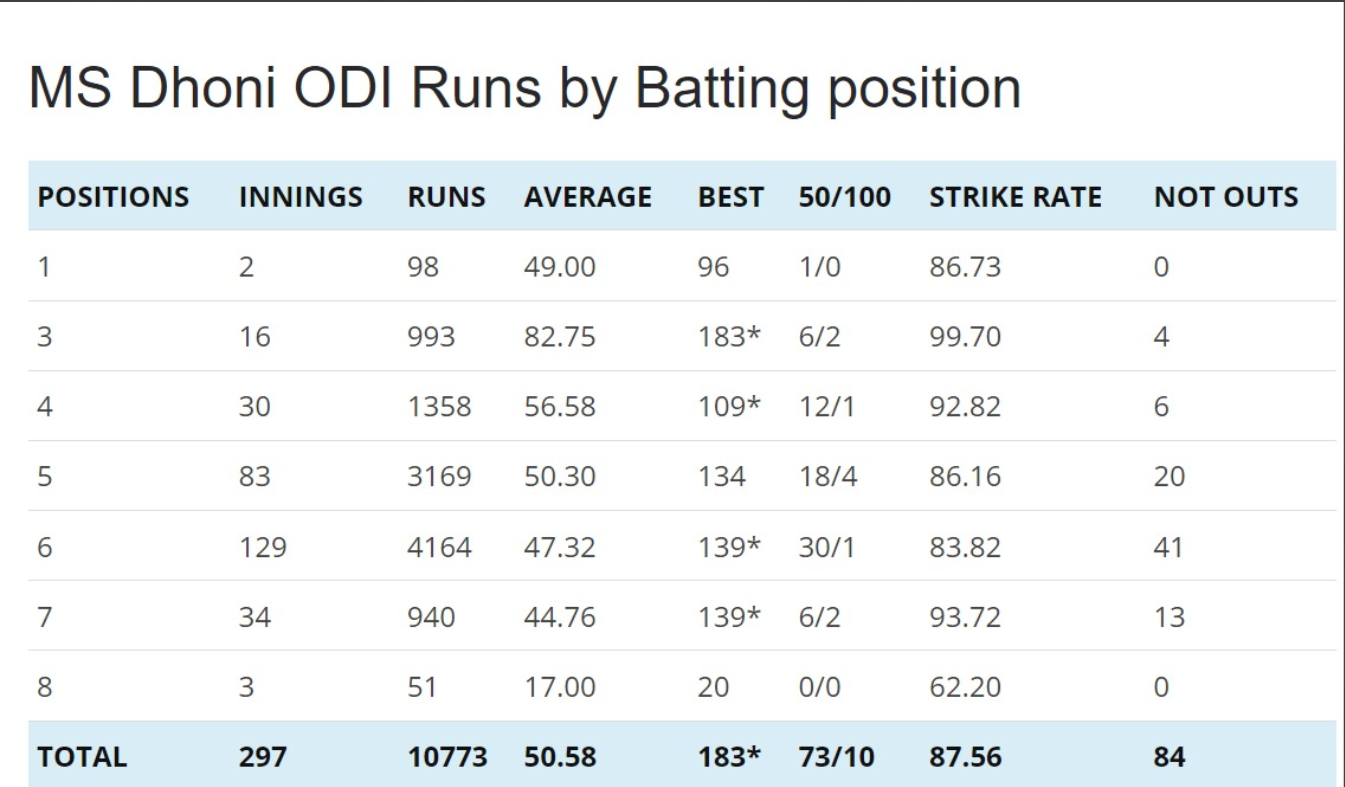 MS Dhoni ODI Runs by Batting position
POSITIONS INNINGS RUNS AVERAGE BEST 50/100 STRIKE RATE NOT OUTS
1 2 98 49.00 96 1/0 86.73 0
3 16 993 82.75 183* 6/2 99.70 4
4 30 1358 56.58 109* 12/1 92.82 6
5 83 3169 50.30 134 18/4 86.16 20
6 129 4164 47.32 139* 30/1 83.82 41
7 34 940 44.76 139* 6/2 93.72 13
8 3 51 17.00 20 0/0 62.20 0
TOTAL 297 10773 50.58 183* 73/10 87.56 84